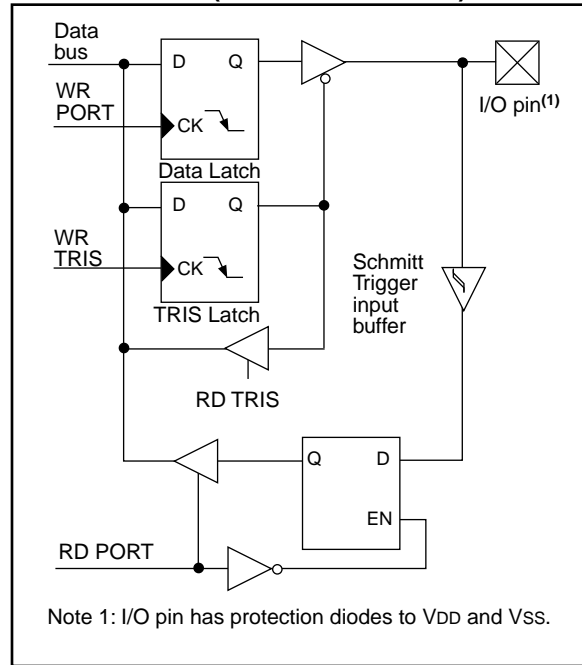 Data
bus
D Q
WR
PORT
CK
I/O pin(1)
Data Latch
D Q
WR
TRIS
CK
Schmitt
Trigger
input
buffer
TRIS Latch
RD TRIS
Q D
EN
RD PORT
Note 1: I/O pin has protection diodes to VDD and VSS.